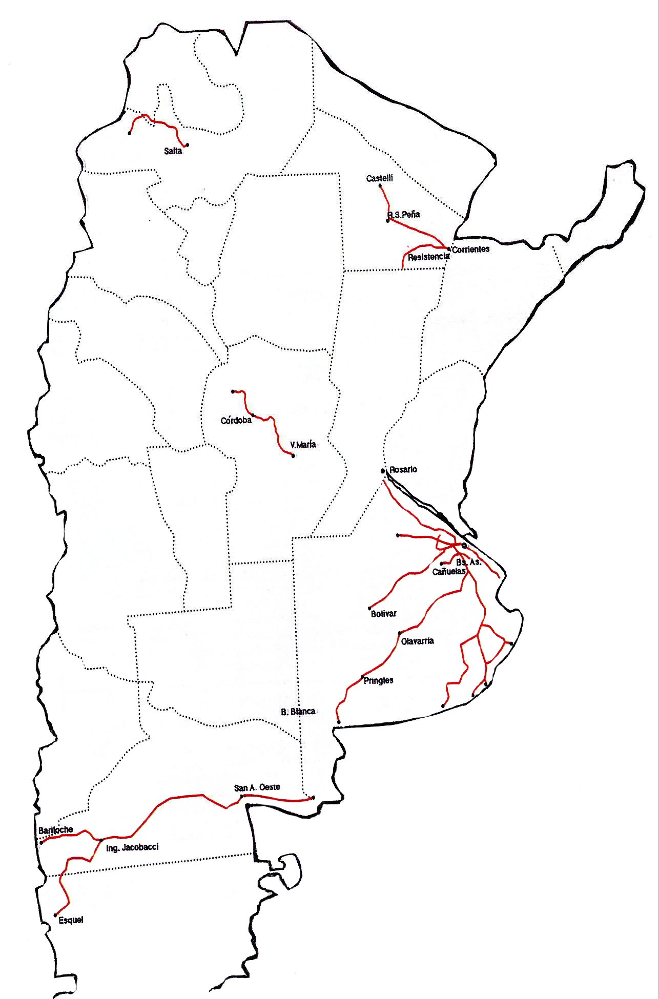 Salta
Castelli
R.S.Peña
Corrientes
Resistencia
Córdoba
V.María
Rosario
Bs. As.
Cañuelas
Bolivar
Olavarria
Pringles
B. Blanca
San A. Oeste
Bariloche
Ing. Jacobacci
Esquel